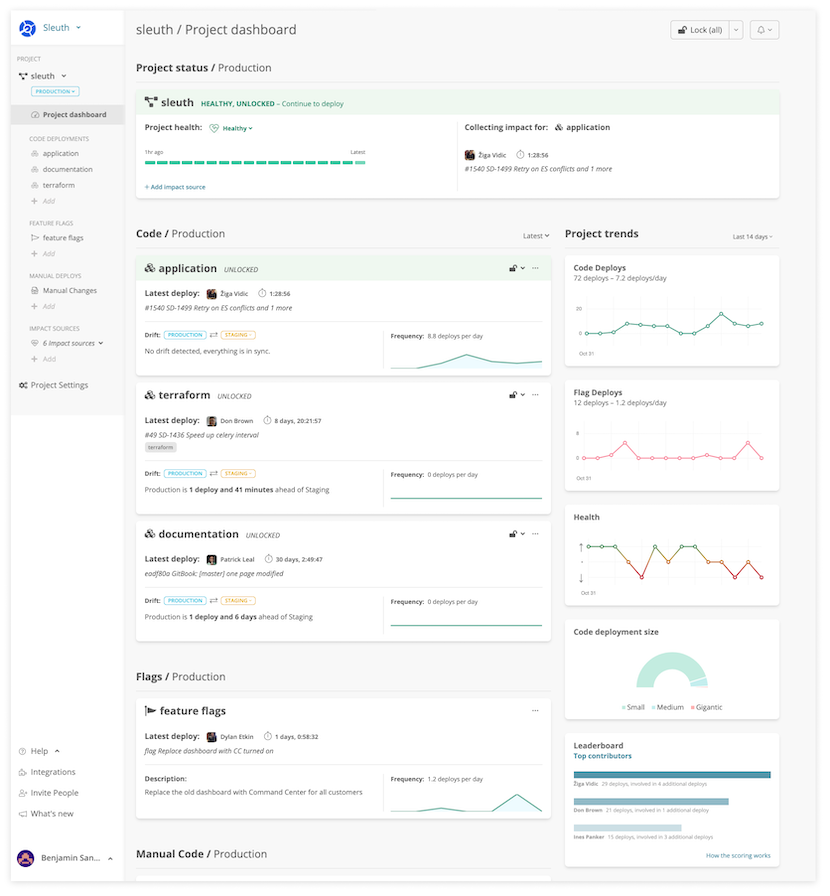 Sleuth
PROJECT
sleuth
PRODUCTION
Project dashboard
CODE DEPLOYMENTS
application
documentation
terraform
Add
FEATURE FLAGS
feature flags
Add
MANUAL DEPLOYS
Manual Changes
Add
IMPACT SOURCES
6 impact sources
Add
Project Settings
Help
Integrations
Invite People
What's new
Benjamin San...
sleuth / Project dashboard
Lock (all)
Project status / Production
sleuth HEALTHY, UNLOCKED – Continue to deploy
Project health: Healthy
1hr ago Latest
+ Add impact source
Collecting impact for: application
Žiga Vidic 1:28:56
#1540 SD-1499 Retry on ES conflicts and 1 more
Code / Production
Latest
application UNLOCKED
Latest deploy: Žiga Vidic 1:28:56
#1540 SD-1499 Retry on ES conflicts and 1 more
Drift: PRODUCTION STAGING
No drift detected, everything is in sync.
Frequency: 8.8 deploys per day
terraform UNLOCKED
Latest deploy: Don Brown 8 days, 20:21:57
#49 SD-1436 Speed up celery interval
terraform
Drift: PRODUCTION STAGING
Production is 1 deploy and 41 minutes ahead of Staging
Frequency: 0 deploys per day
documentation UNLOCKED
Latest deploy: Patrick Leal 30 days, 2:49:47
eadf80a GitBook: [master] one page modified
Drift: PRODUCTION STAGING
Production is 1 deploy and 6 days ahead of Staging
Frequency: 0 deploys per day
Flags / Production
feature flags
Latest deploy: Dylan Etkin 1 days, 0:58:32
flag Replace dashboard with CC turned on
Description:
Replace the old dashboard with Command Center for all customers
Frequency: 1.2 deploys per day
Manual Code / Production
Project trends
Last 14 days
Code Deploys
72 deploys – 7.2 deploys/day
20
0
Oct 31
Flag Deploys
12 deploys – 1.2 deploys/day
8
0
Oct 31
Health
Oct 31
Code deployment size
Small Medium Gigantic
Leaderboard
Top contributors
Žiga Vidic 29 deploys, involved in 4 additional deploys
Don Brown 21 deploys, involved in 1 additional deploy
Inex Panker 15 deploys, involved in 3 additional deploys
How the scoring works